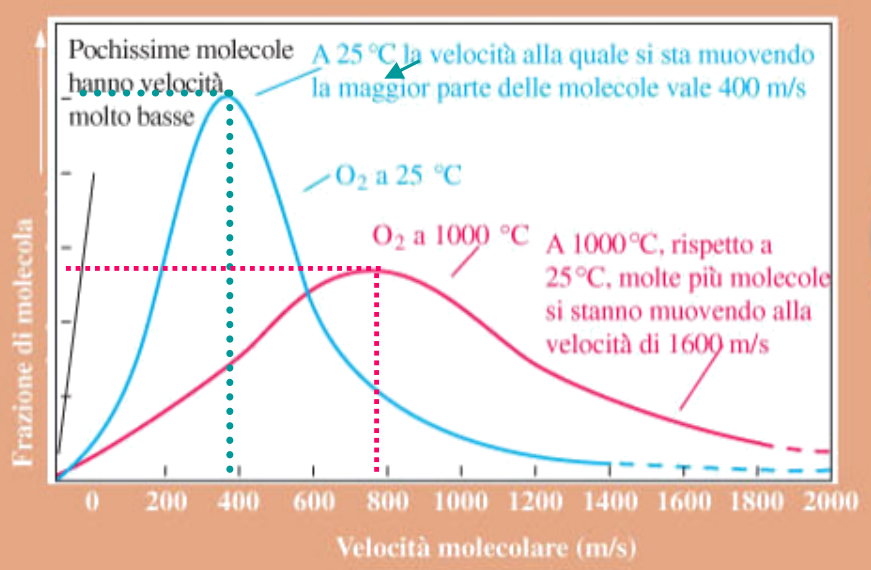 Pochissime molecole
hanno velocità
molto basse
A 25 °C la velocità alla quale si sta muovendo
la maggior parte delle molecole vale 400 m/s
O₂ a 25 °C
O₂ a 1000 °C
A 1000 °C, rispetto a
25 °C, molte più molecole
si stanno muovendo alla
velocità di 1600 m/s
Frazione di molecola
0 200 400 600 800 1000 1200 1400 1600 1800 2000
Velocità molecolare (m/s)